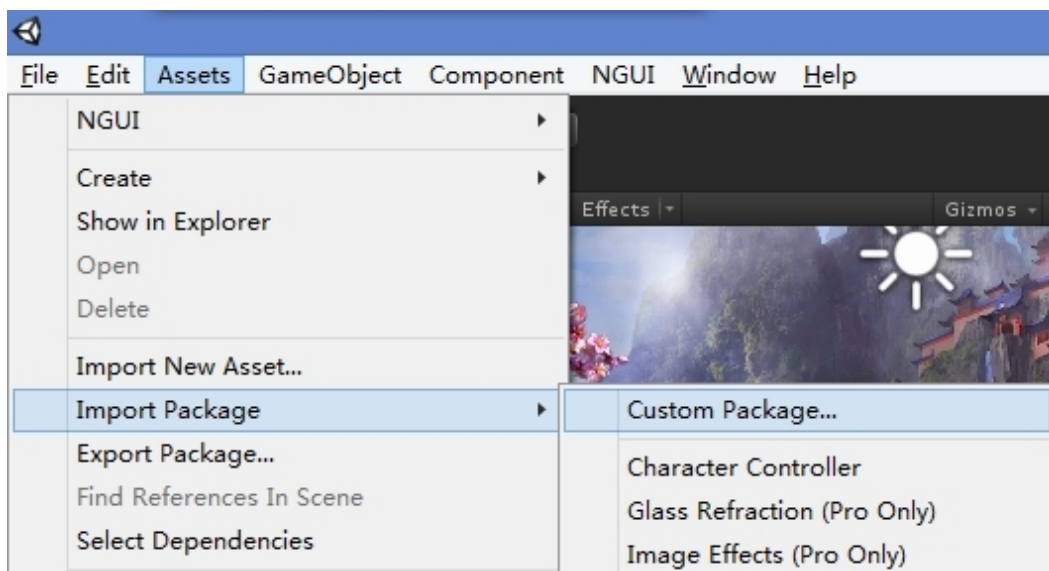 File Edit Assets GameObject Component NGUI Window Help
NGUI
Create
Show in Explorer
Open
Delete
Import New Asset...
Import Package
Export Package...
Find References In Scene
Select Dependencies
Effects
Gizmos
Custom Package...
Character Controller
Glass Refraction (Pro Only)
Image Effects (Pro Only)